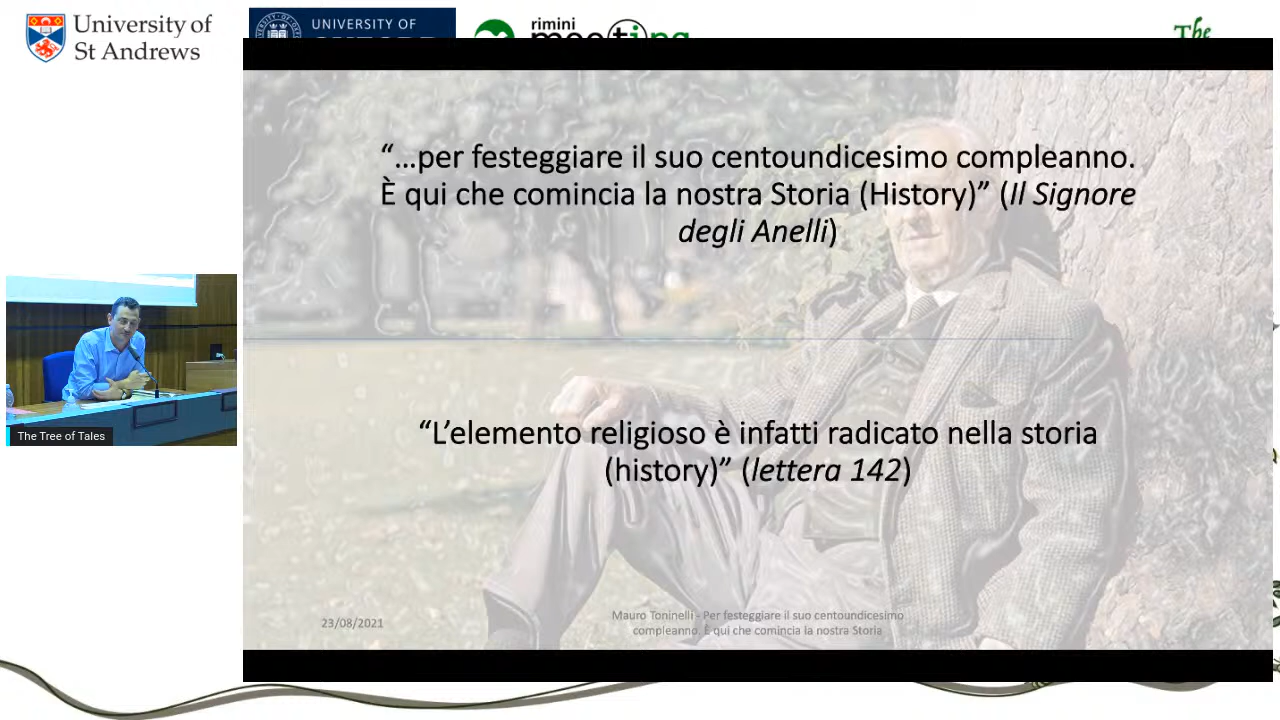 University of
St Andrews
UNIVERSITY OF
rimini
meeting
The
“…per festeggiare il suo centoundicesimo compleanno.
È qui che comincia la nostra Storia (History)” (Il Signore
degli Anelli)
The Tree of Tales
“L’elemento religioso è infatti radicato nella storia
(history)” (lettera 142)
23/08/2021
Mauro Toninelli - Per festeggiare il suo centoundicesimo
compleanno. È qui che comincia la nostra Storia